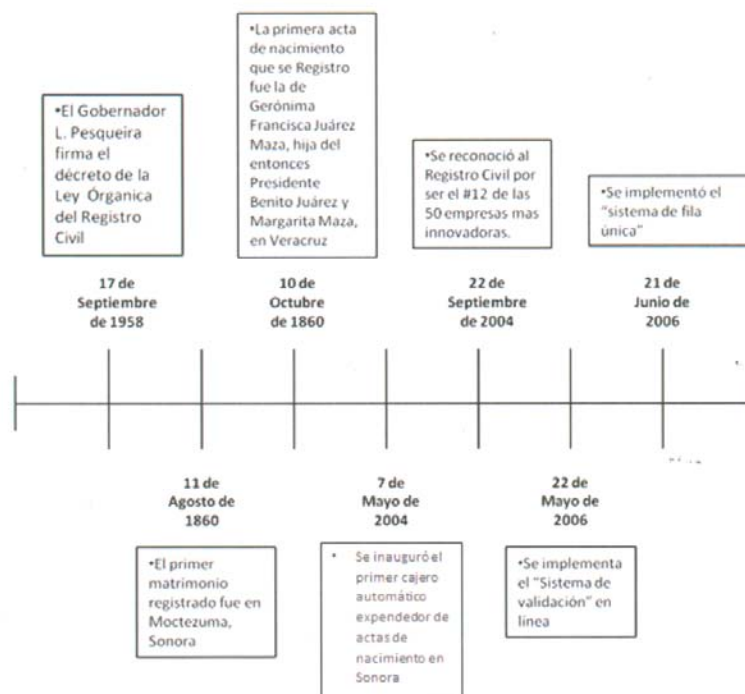 •El Gobernador
L. Pesqueira
firma el
décreto de la
Ley Órganica
del Registro
Civil
17 de
Septiembre
de 1958
•La primera acta
de nacimiento
que se Registro
fue la de
Gerónima
Francisca Juárez
Maza, hija del
entonces
Presidente
Benito Juárez y
Margarita Maza,
en Veracruz
10 de
Octubre
de 1860
•Se reconoció al
Registro Civil por
ser el #12 de las
50 empresas mas
innovadoras.
22 de
Septiembre
de 2004
•Se implementó el
"sistema de fila
única"
21 de
Junio de
2006
11 de
Agosto de
1860
•El primer
matrimonio
registrado fue en
Moctezuma,
Sonora
7 de
Mayo de
2004
• Se inauguró el
primer cajero
automático
expendedor de
actas de
nacimiento en
Sonora
22 de
Mayo de
2006
•Se implementa
el "Sistema de
validación" en
línea